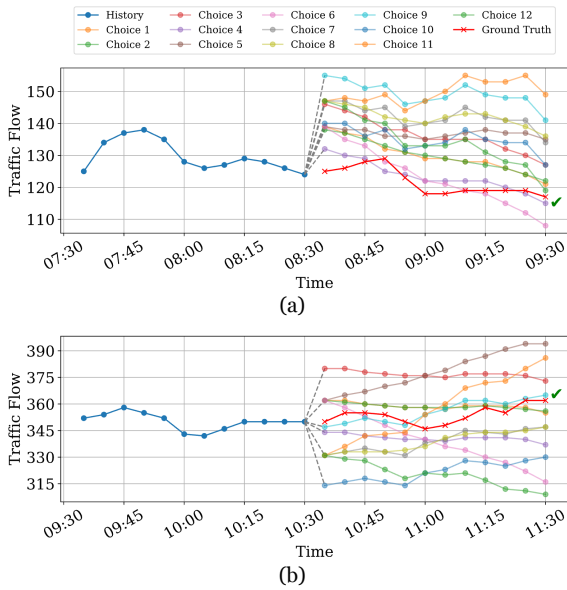 History Choice 3 Choice 6 Choice 9 Choice 12
Choice 1 Choice 4 Choice 7 Choice 10 Ground Truth
Choice 2 Choice 5 Choice 8 Choice 11
Traffic Flow
150
140
130
120
110
07:30 07:45 08:00 08:15 08:30 08:45 09:00 09:15 09:30
Time
(a)
Traffic Flow
390
375
360
345
330
315
09:30 09:45 10:00 10:15 10:30 10:45 11:00 11:15 11:30
Time
(b)